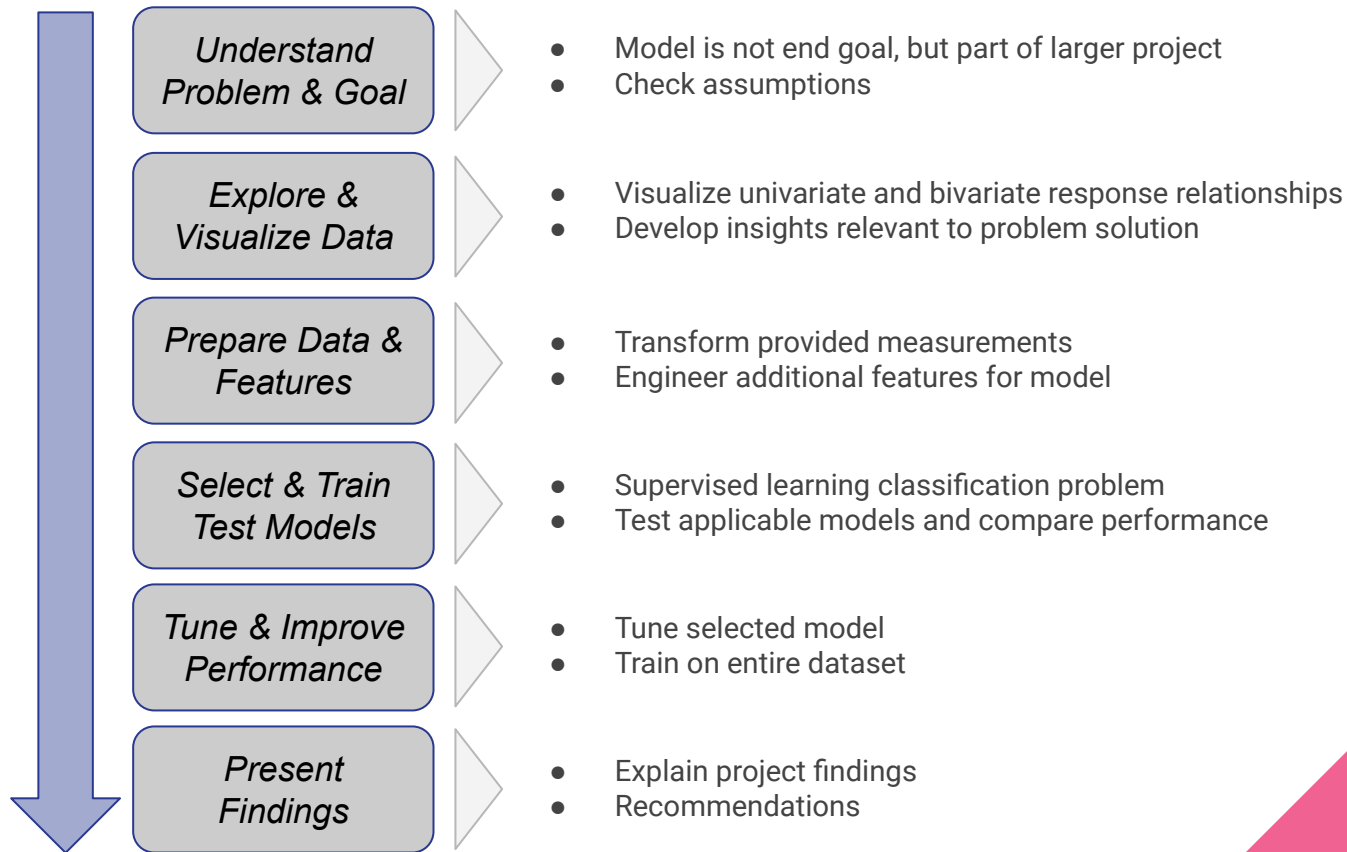 Understand
Problem & Goal
● Model is not end goal, but part of larger project
● Check assumptions
Explore &
Visualize Data
● Visualize univariate and bivariate response relationships
● Develop insights relevant to problem solution
Prepare Data &
Features
● Transform provided measurements
● Engineer additional features for model
Select & Train
Test Models
● Supervised learning classification problem
● Test applicable models and compare performance
Tune & Improve
Performance
● Tune selected model
● Train on entire dataset
Present
Findings
● Explain project findings
● Recommendations